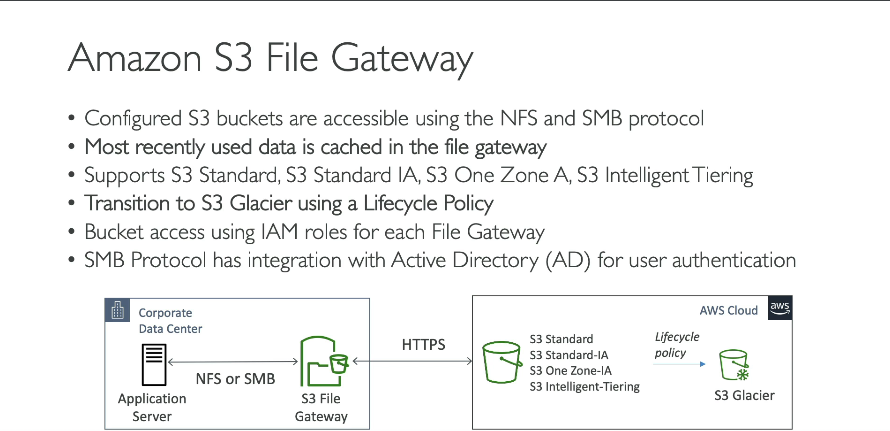 Amazon S3 File Gateway
• Configured S3 buckets are accessible using the NFS and SMB protocol
• Most recently used data is cached in the file gateway
• Supports S3 Standard, S3 Standard IA, S3 One Zone A, S3 Intelligent Tiering
• Transition to S3 Glacier using a Lifecycle Policy
• Bucket access using IAM roles for each File Gateway
• SMB Protocol has integration with Active Directory (AD) for user authentication
Corporate
Data Center
Application
Server
NFS or SMB
S3 File
Gateway
HTTPS
AWS Cloud
aws
S3 Standard
S3 Standard-IA
S3 One Zone-IA
S3 Intelligent-Tiering
Lifecycle
policy
S3 Glacier